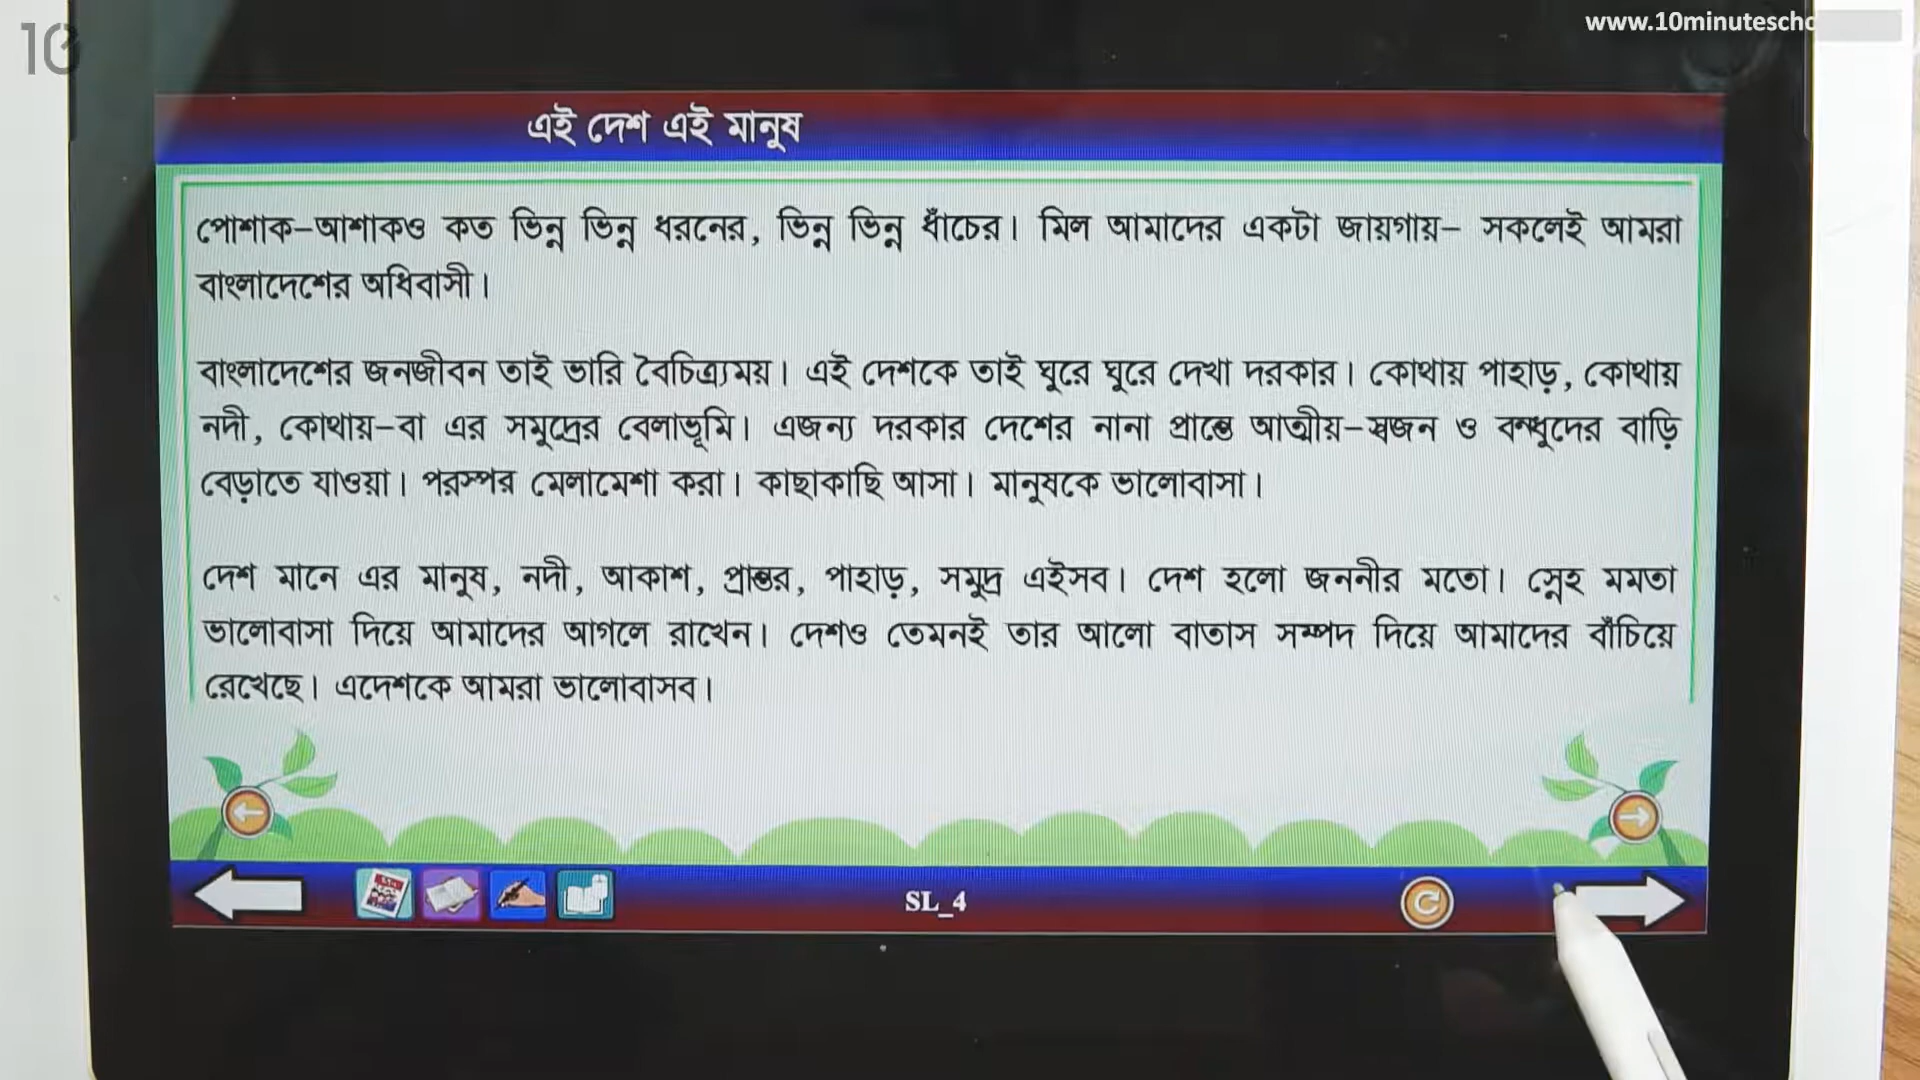 10
www.10minutescho
এই দেশ এই মানুষ
পোশাক-আশাকও কত ভিন্ন ভিন্ন ধরনের, ভিন্ন ভিন্ন ধাঁচের। মিল আমাদের একটা জায়গায়- সকলেই আমরা
বাংলাদেশের অধিবাসী।
বাংলাদেশের জনজীবন তাই ভারি বৈচিত্র্যময়। এই দেশকে তাই ঘুরে ঘুরে দেখা দরকার। কোথায় পাহাড়, কোথায়
নদী, কোথায়-বা এর সমুদ্রের বেলাভূমি। এজন্য দরকার দেশের নানা প্রান্তে আত্মীয়-স্বজন ও বন্ধুদের বাড়ি
বেড়াতে যাওয়া। পরস্পর মেলামেশা করা। কাছাকাছি আসা। মানুষকে ভালোবাসা।
দেশ মানে এর মানুষ, নদী, আকাশ, প্রান্তর, পাহাড়, সমুদ্র এইসব। দেশ হলো জননীর মতো। স্নেহ মমতা
ভালোবাসা দিয়ে আমাদের আগলে রাখেন। দেশও তেমনই তার আলো বাতাস সম্পদ দিয়ে আমাদের বাঁচিয়ে
রেখেছে। এদেশকে আমরা ভালোবাসব।
SL_4